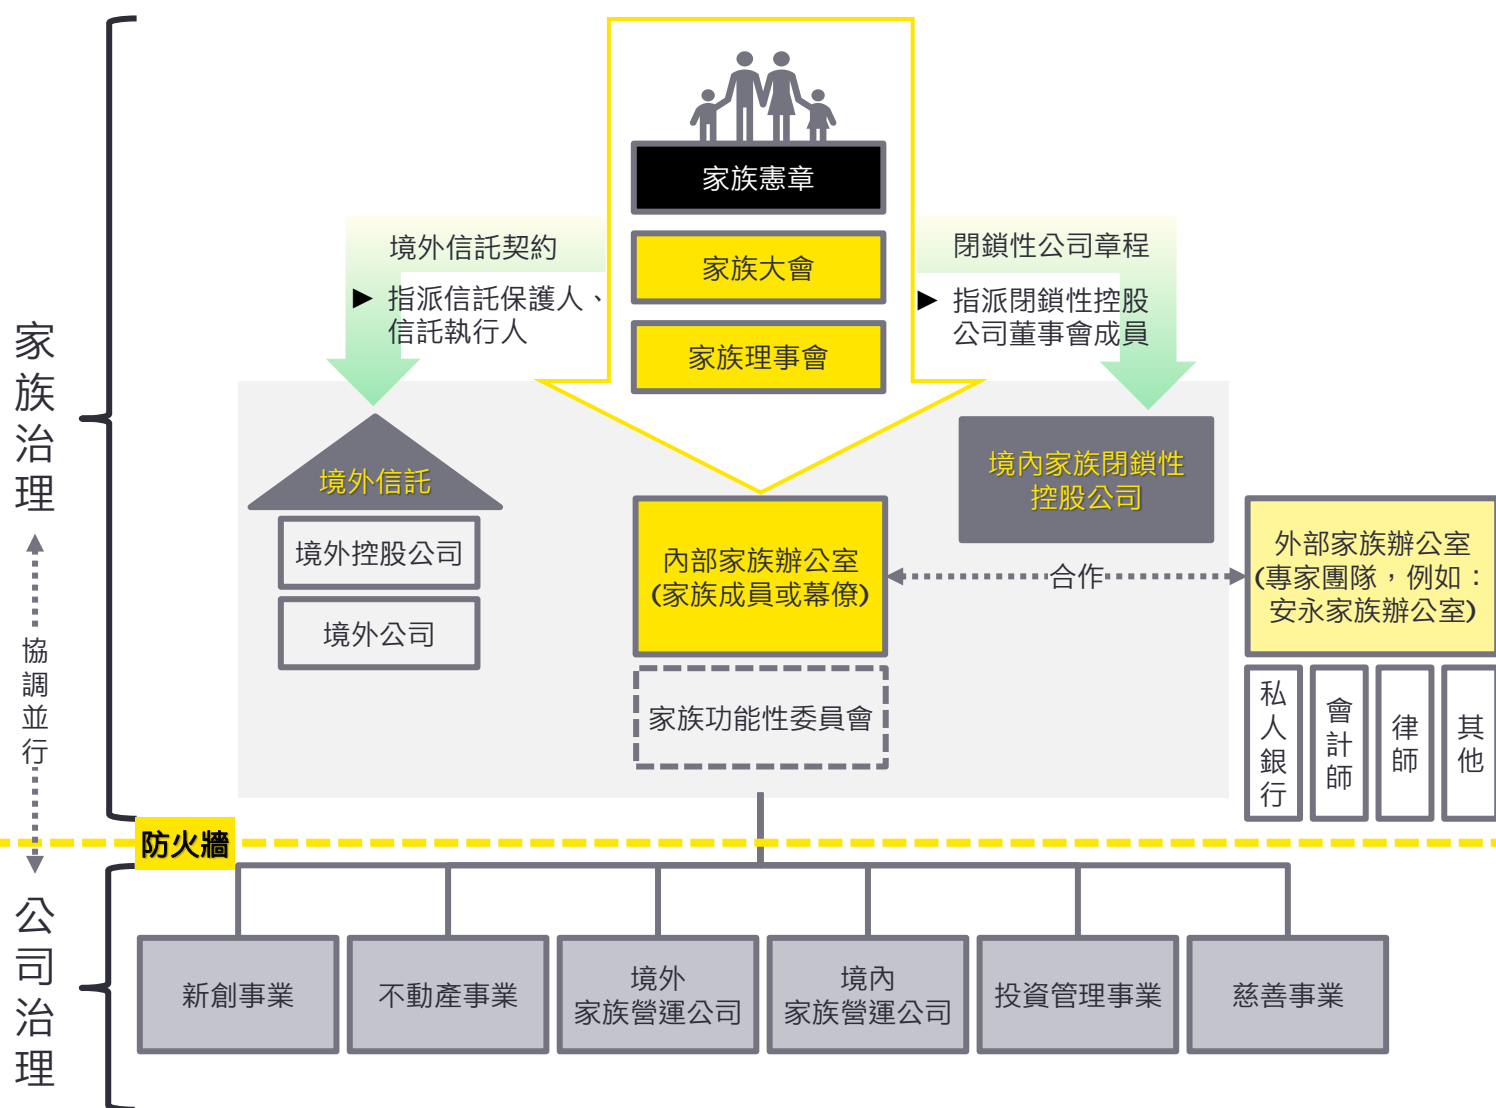 家族憲章
家族大會
家族理事會
境外信託契約
► 指派信託保護人、
信託執行人
閉鎖性公司章程
► 指派閉鎖性控股
公司董事會成員
家族治理
協調並行
公司治理
境外信託
境外控股公司
境外公司
內部家族辦公室
(家族成員或幕僚)
家族功能性委員會
境內家族閉鎖性
控股公司
合作
外部家族辦公室
(專家團隊，例如：
安永家族辦公室)
私人銀行
會計師
律師
其他
防火牆
新創事業
不動產事業
境外
家族營運公司
境內
家族營運公司
投資管理事業
慈善事業